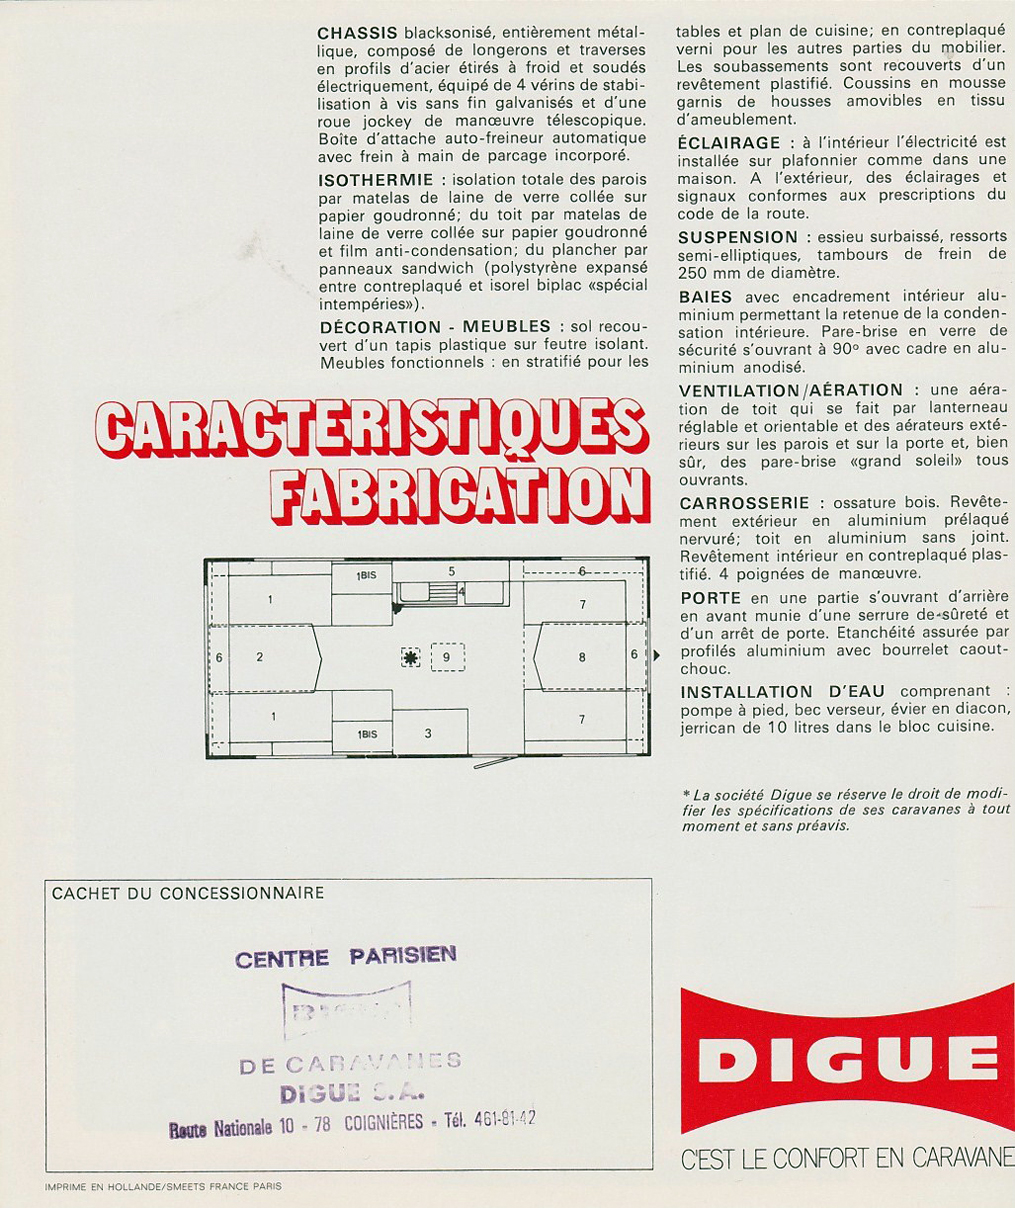 CHASSIS blacksonisé, entièrement métal-
lique, composé de longerons et traverses
en profils d'acier étirés à froid et soudés
électriquement, équipé de 4 vérins de stabi-
lisation à vis sans fin galvanisés et d'une
roue jockey de manœuvre télescopique.
Boîte d'attache auto-freineur automatique
avec frein à main de parcage incorporé.
ISOTHERMIE : isolation totale des parois
par matelas de laine de verre collée sur
papier goudronné; du toit par matelas de
laine de verre collée sur papier goudronné
et film anti-condensation; du plancher par
panneaux sandwich (polystyrène expansé
entre contreplaqué et isorel biplac «spécial
intempéries»).
DÉCORATION - MEUBLES : sol recou-
vert d'un tapis plastique sur feutre isolant.
Meubles fonctionnels : en stratifié pour les
tables et plan de cuisine; en contreplaqué
verni pour les autres parties du mobilier.
Les soubassements sont recouverts d'un
revêtement plastifié. Coussins en mousse
garnis de housses amovibles en tissu
d'ameublement.
ÉCLAIRAGE : à l'intérieur l'électricité est
installée sur plafonnier comme dans une
maison. A l'extérieur, des éclairages et
signaux conformes aux prescriptions du
code de la route.
SUSPENSION : essieu surbaissé, ressorts
semi-elliptiques, tambours de frein de
250 mm de diamètre.
BAIES avec encadrement intérieur alu-
minium permettant la retenue de la conden-
sation intérieure. Pare-brise en verre de
sécurité s'ouvrant à 90º avec cadre en alu-
minium anodisé.
VENTILATION/AÉRATION : une aéra-
tion de toit qui se fait par lanterneau
réglable et orientable et des aérateurs exté-
rieurs sur les parois et sur la porte et, bien
sûr, des pare-brise «grand soleil» tous
ouvrants.
CARROSSERIE : ossature bois. Revête-
ment extérieur en aluminium prélaqué
nervuré; toit en aluminium sans joint.
Revêtement intérieur en contreplaqué plas-
tifié. 4 poignées de manœuvre.
PORTE en une partie s'ouvrant d'arrière
en avant munie d'une serrure de sûreté et
d'un arrêt de porte. Etanchéité assurée par
profilés aluminium avec bourrelet caout-
chouc.
INSTALLATION D'EAU comprenant :
pompe à pied, bec verseur, évier en diacon,
jerrican de 10 litres dans le bloc cuisine.
* La société Digue se réserve le droit de modi-
fier les spécifications de ses caravanes à tout
moment et sans préavis.
CARACTERISTIQUES
FABRICATION
1BIS 5 6
1 4 7
6 2 9 8 6
1 1BIS 3 7
CACHET DU CONCESSIONNAIRE
CENTRE PARISIEN
DE CARAVANES
DIGUE S.A.
Route Nationale 10 - 78 COIGNIÈRES - Tél. 461-81-42
DIGUE
C'EST LE CONFORT EN CARAVANE
IMPRIME EN HOLLANDE/SMEETS FRANCE PARIS